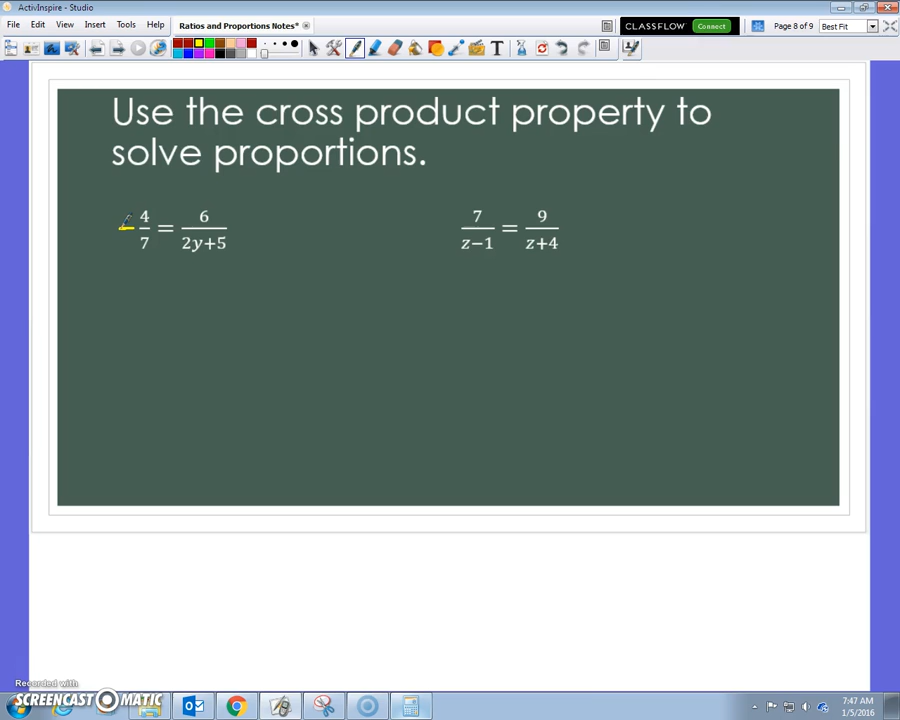 ActivInspire - Studio
File Edit View Insert Tools Help
Ratios and Proportions Notes*
CLASSFLOW Connect
Page 8 of 9
Best Fit
Use the cross product property to
solve proportions.
4/7 = 6/(2y+5)
7/(z−1) = 9/(z+4)
Recorded with
SCREENCAST MATIC
7:47 AM
1/5/2016